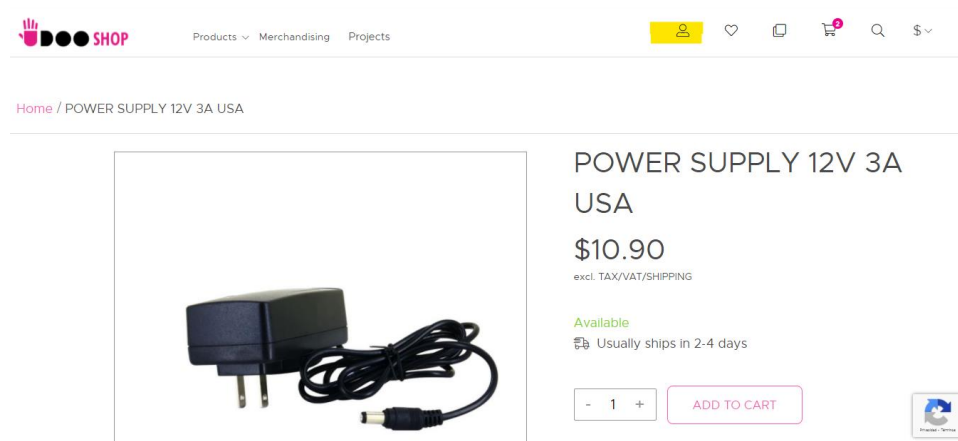 DOO SHOP
Products Merchandising Projects
2
$
Home / POWER SUPPLY 12V 3A USA
POWER SUPPLY 12V 3A
USA
$10.90
excl. TAX/VAT/SHIPPING
Available
Usually ships in 2-4 days
- 1 +
ADD TO CART